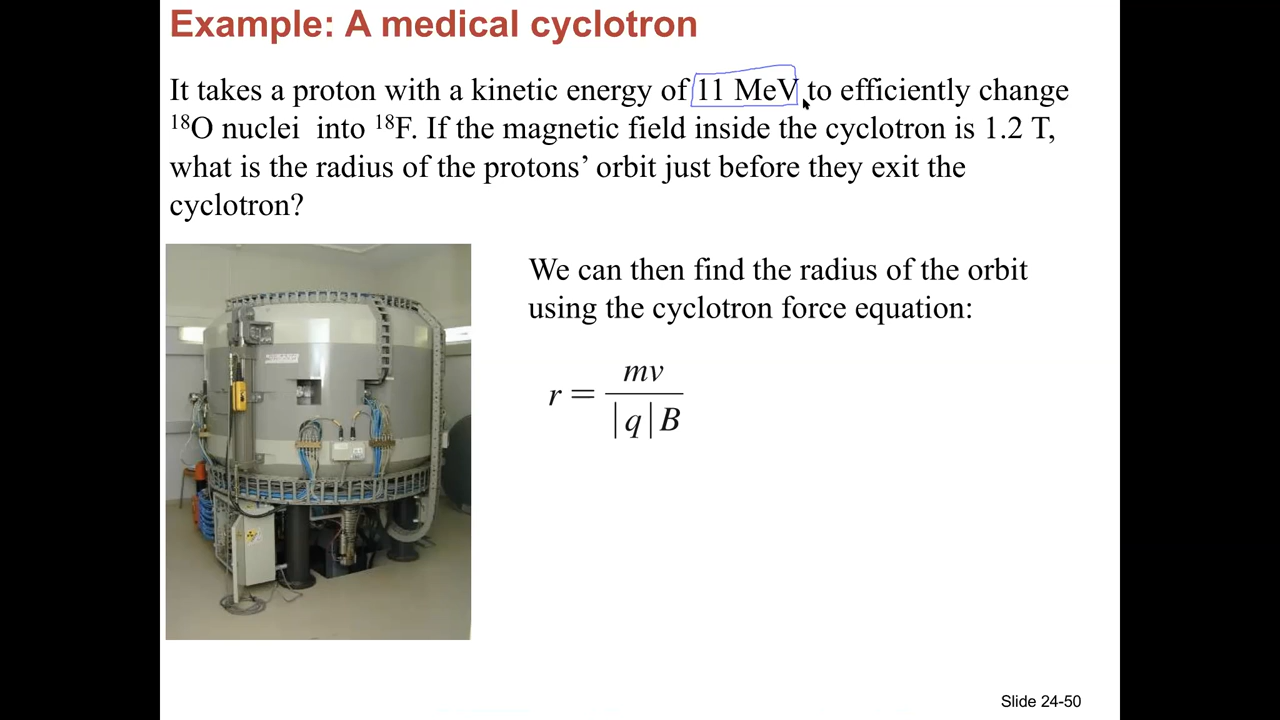 Example: A medical cyclotron
It takes a proton with a kinetic energy of 11 MeV to efficiently change
¹⁸O nuclei into ¹⁸F. If the magnetic field inside the cyclotron is 1.2 T,
what is the radius of the protons’ orbit just before they exit the
cyclotron?
We can then find the radius of the orbit
using the cyclotron force equation:
r = mv / |q|B
Slide 24-50